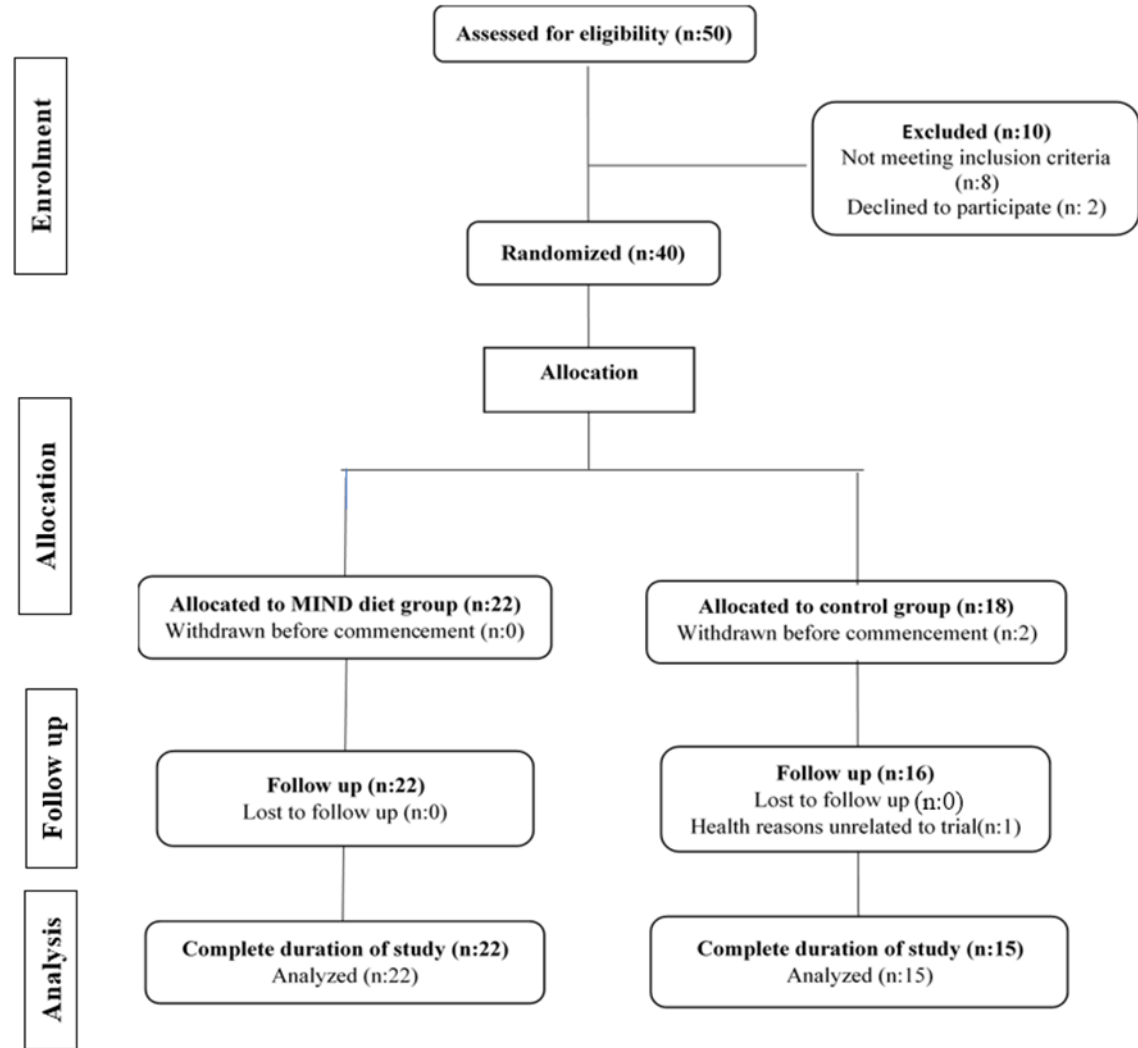 Assessed for eligibility (n:50)
Enrolment
Excluded (n:10)
Not meeting inclusion criteria
(n:8)
Declined to participate (n: 2)
Randomized (n:40)
Allocation
Allocation
Allocated to MIND diet group (n:22)
Withdrawn before commencement (n:0)
Allocated to control group (n:18)
Withdrawn before commencement (n:2)
Follow up
Follow up (n:22)
Lost to follow up (n:0)
Follow up (n:16)
Lost to follow up (n:0)
Health reasons unrelated to trial(n:1)
Analysis
Complete duration of study (n:22)
Analyzed (n:22)
Complete duration of study (n:15)
Analyzed (n:15)